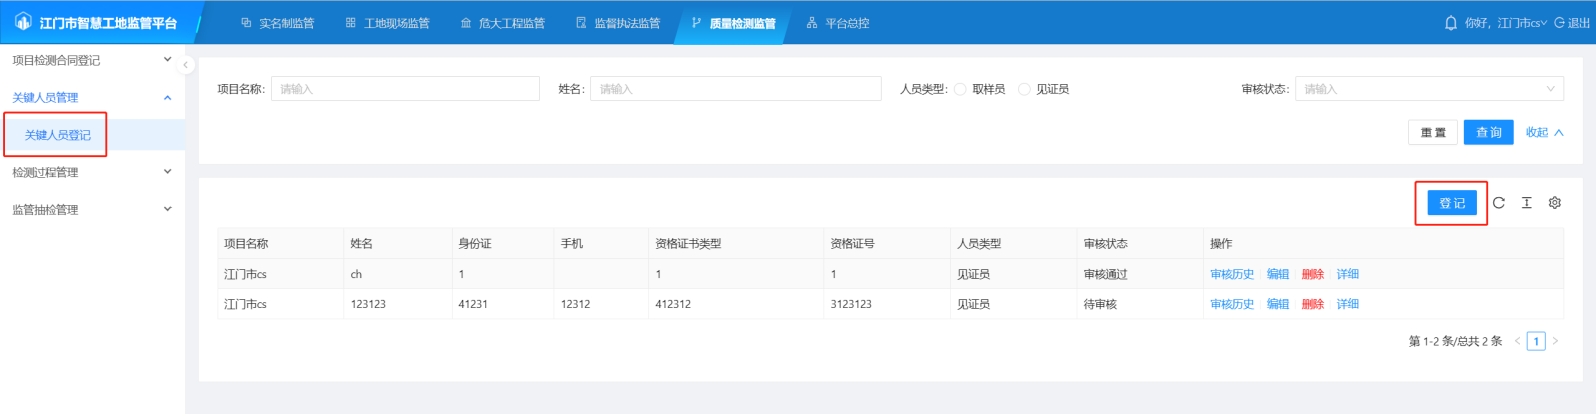 江门市智慧工地监管平台 实名制监管 工地现场监管 危大工程监管 监督执法监管 质量检测监管 平台总控 你好，江门市cs 退出
项目检测合同登记
关键人员管理
关键人员登记
检测过程管理
监管抽检管理
项目名称: 请输入 姓名: 请输入 人员类型: 取样员 见证员 审核状态: 请输入
重置 查询 收起
登记
项目名称 姓名 身份证 手机 资格证书类型 资格证号 人员类型 审核状态 操作
江门市cs ch 1 1 1 见证员 审核通过 审核历史 编辑 删除 详细
江门市cs 123123 41231 12312 412312 3123123 见证员 待审核 审核历史 编辑 删除 详细
第 1-2 条/总共 2 条 < 1 >